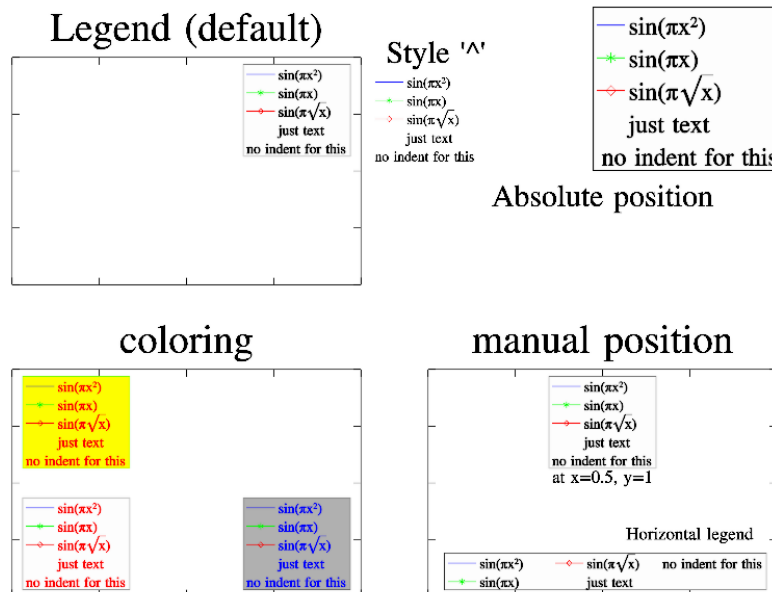 Legend (default)
sin(πx²)
sin(πx)
sin(π√x)
just text
no indent for this
Style '^'
sin(πx²)
sin(πx)
sin(π√x)
just text
no indent for this
sin(πx²)
sin(πx)
sin(π√x)
just text
no indent for this
Absolute position
coloring
sin(πx²)
sin(πx)
sin(π√x)
just text
no indent for this
sin(πx²)
sin(πx)
sin(π√x)
just text
no indent for this
sin(πx²)
sin(πx)
sin(π√x)
just text
no indent for this
manual position
sin(πx²)
sin(πx)
sin(π√x)
just text
no indent for this
at x=0.5, y=1
Horizontal legend
sin(πx²) sin(π√x) no indent for this
sin(πx) just text